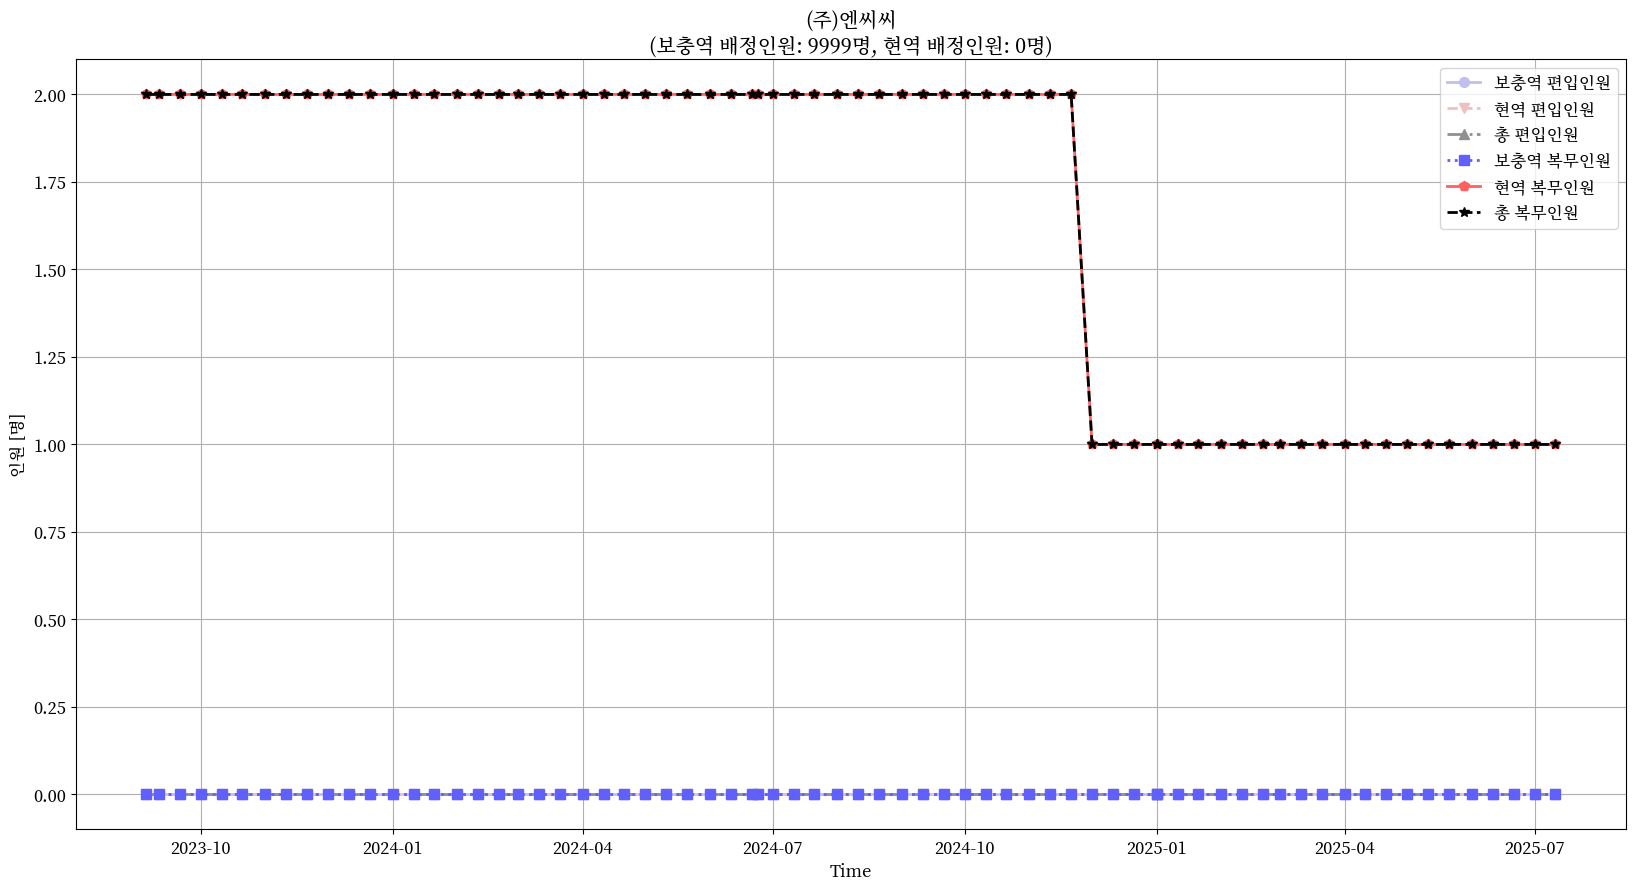 (주)엔씨씨
(보충역 배정인원: 9999명, 현역 배정인원: 0명)
보충역 편입인원
현역 편입인원
총 편입인원
보충역 복무인원
현역 복무인원
총 복무인원
인원 [명]
2.00
1.75
1.50
1.25
1.00
0.75
0.50
0.25
0.00
2023-10
2024-01
2024-04
2024-07
2024-10
2025-01
2025-04
2025-07
Time